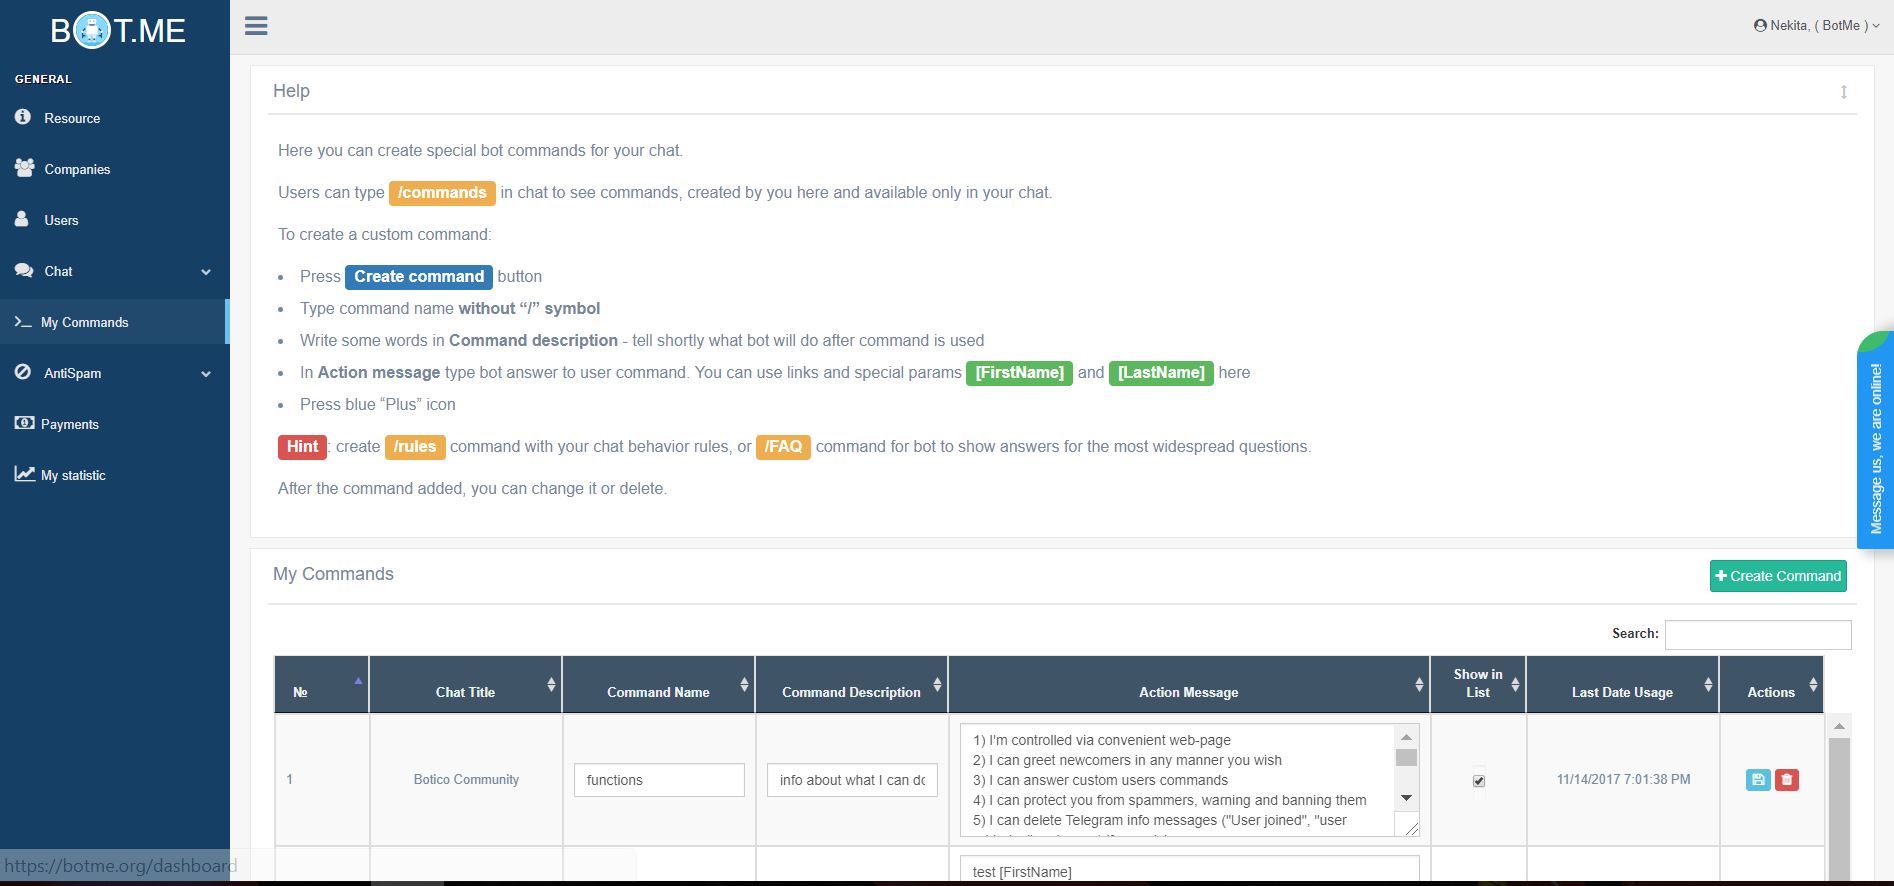 BOT.ME
Nekita, ( BotMe )
GENERAL
Resource
Companies
Users
Chat
My Commands
AntiSpam
Payments
My statistic
Help
Here you can create special bot commands for your chat.
Users can type /commands in chat to see commands, created by you here and available only in your chat.
To create a custom command:
• Press Create command button
• Type command name without “/” symbol
• Write some words in Command description - tell shortly what bot will do after command is used
• In Action message type bot answer to user command. You can use links and special params [FirstName] and [LastName] here
• Press blue “Plus” icon
Hint: create /rules command with your chat behavior rules, or /FAQ command for bot to show answers for the most widespread questions.
After the command added, you can change it or delete.
Message us, we are online!
My Commands
Create Command
Search:
№ Chat Title Command Name Command Description Action Message Show in List Last Date Usage Actions
1 Botico Community functions info about what I can do 11/14/2017 7:01:38 PM
1) I'm controlled via convenient web-page
2) I can greet newcomers in any manner you wish
3) I can answer custom users commands
4) I can protect you from spammers, warning and banning them
5) I can delete Telegram info messages ("User joined", "user
test [FirstName]
https://botme.org/dashboard